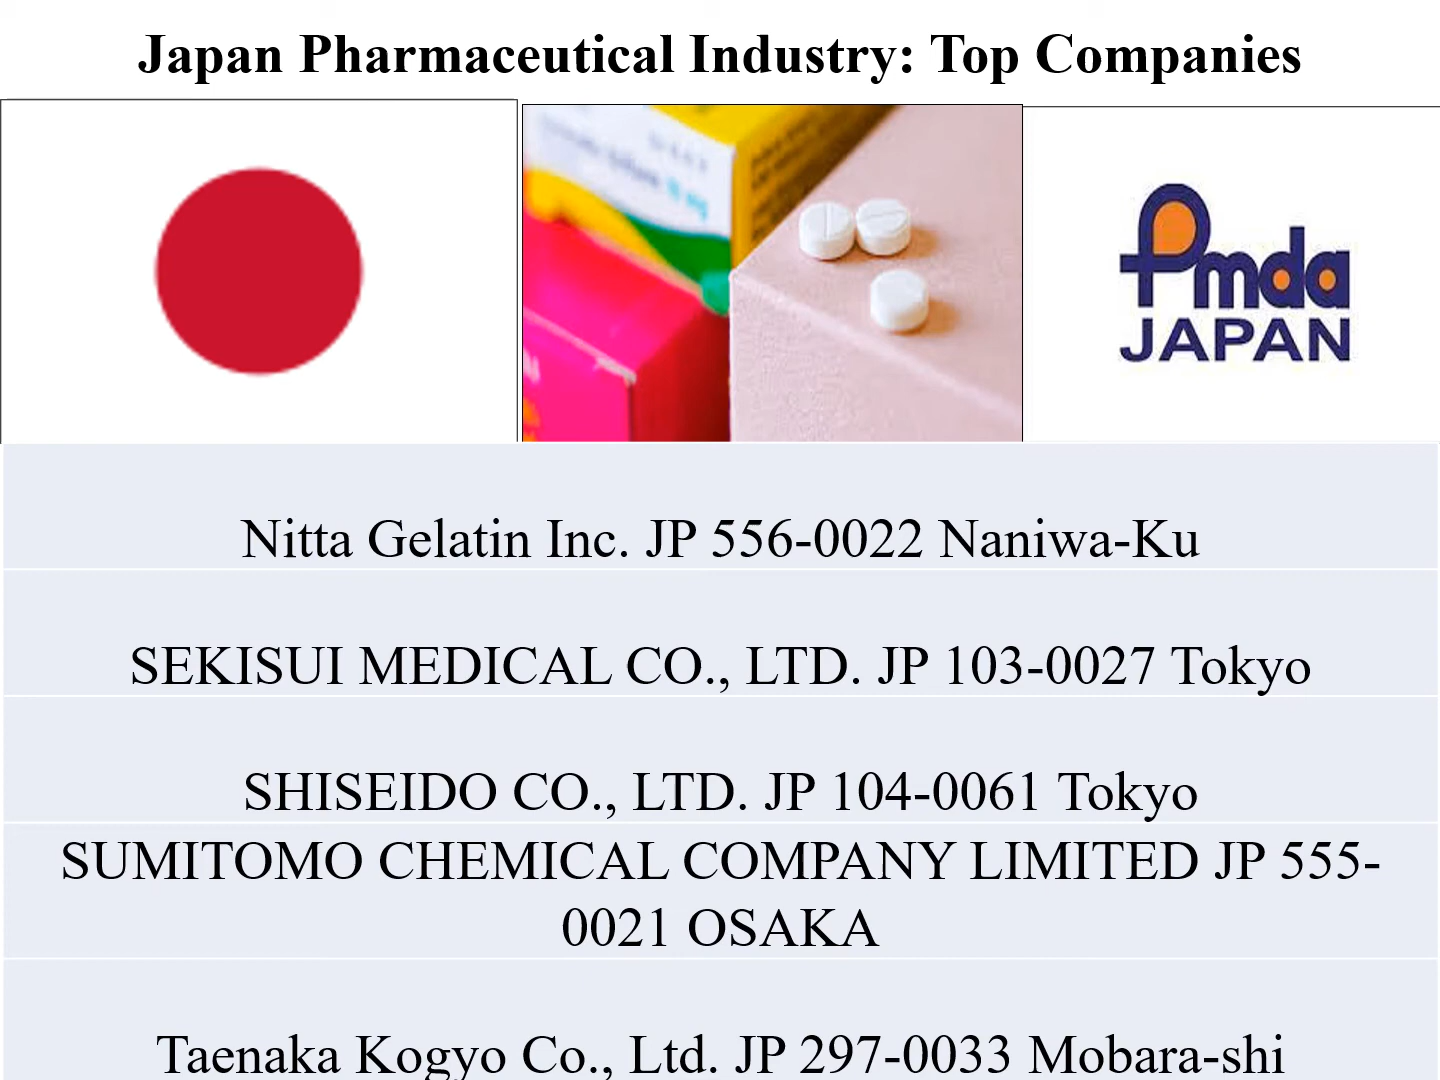 Japan Pharmaceutical Industry: Top Companies
Pmda
JAPAN
Nitta Gelatin Inc. JP 556-0022 Naniwa-Ku
SEKISUI MEDICAL CO., LTD. JP 103-0027 Tokyo
SHISEIDO CO., LTD. JP 104-0061 Tokyo
SUMITOMO CHEMICAL COMPANY LIMITED JP 555-
0021 OSAKA
Taenaka Kogyo Co., Ltd. JP 297-0033 Mobara-shi